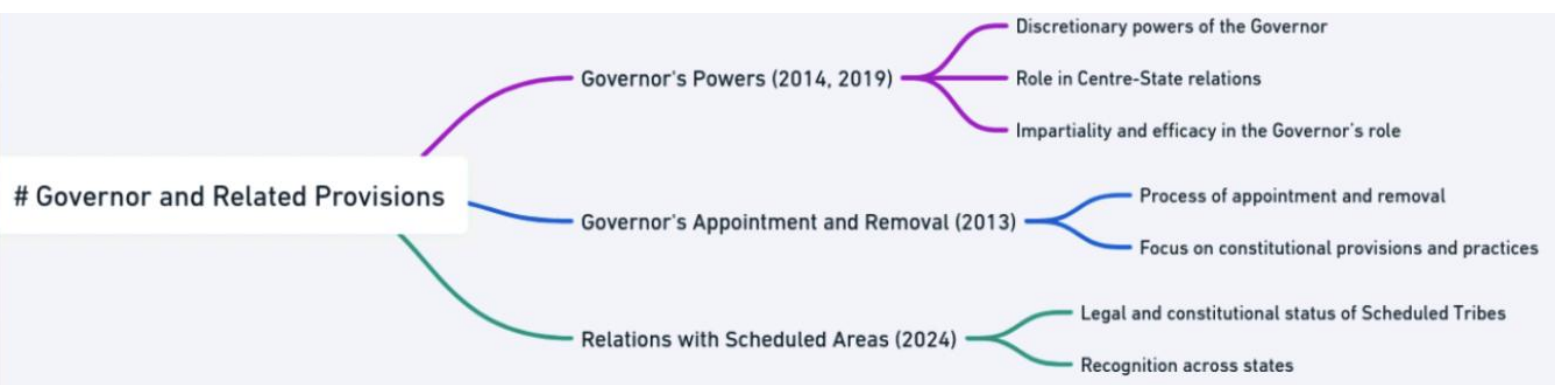 # Governor and Related Provisions
Governor's Powers (2014, 2019)
Discretionary powers of the Governor
Role in Centre-State relations
Impartiality and efficacy in the Governor's role
Governor's Appointment and Removal (2013)
Process of appointment and removal
Focus on constitutional provisions and practices
Relations with Scheduled Areas (2024)
Legal and constitutional status of Scheduled Tribes
Recognition across states